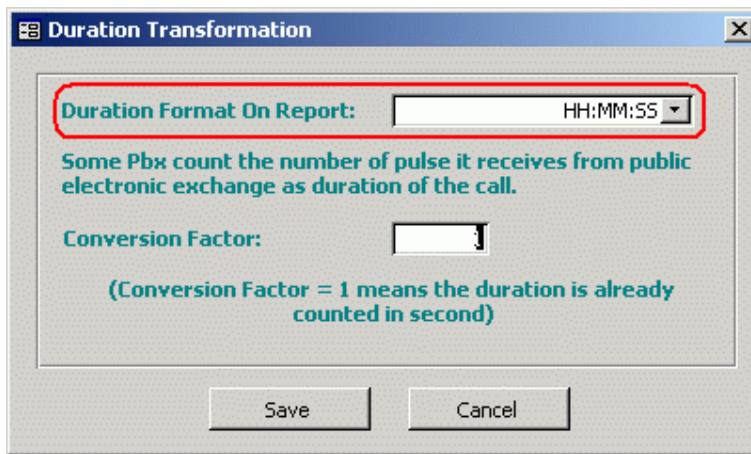 Duration Transformation
Duration Format On Report: HH:MM:SS
Some Pbx count the number of pulse it receives from public
electronic exchange as duration of the call.
Conversion Factor: 1
(Conversion Factor = 1 means the duration is already
counted in second)
Save Cancel